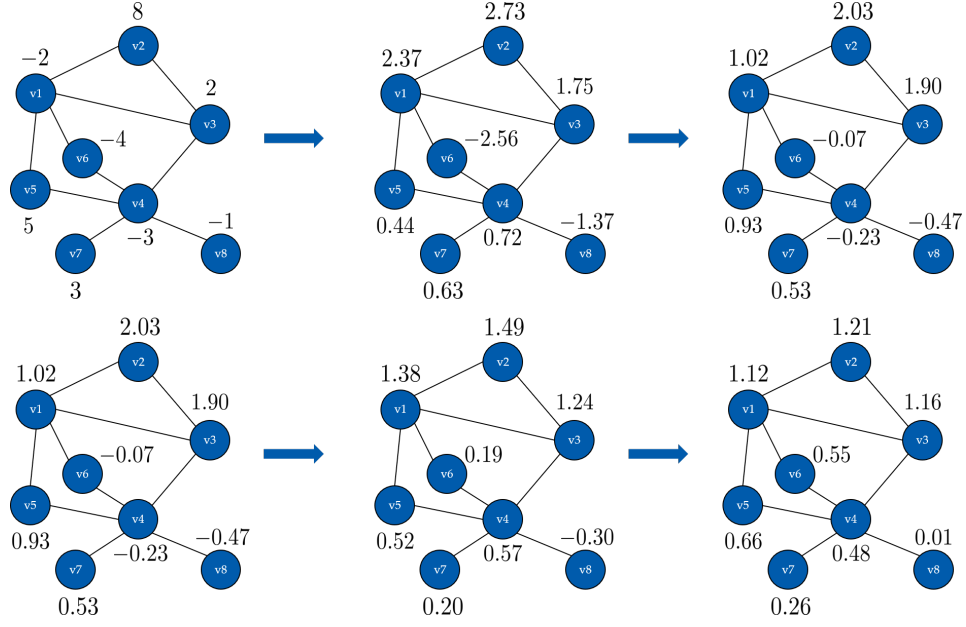 8 2.73 2.03
v2 v2 v2
−2 2.37 1.02
2 1.75 1.90
v1 v1 v1
v3 v3 v3
−4 −2.56 −0.07
v6 v6 v6
v5 v5 v5
v4 v4 v4
5 −1 0.44 −1.37 0.93 −0.47
−3 0.72 −0.23
v7 v8 v7 v8 v7 v8
3 0.63 0.53
2.03 1.49 1.21
v2 v2 v2
1.02 1.38 1.12
1.90 1.24 1.16
v1 v1 v1
v3 v3 v3
−0.07 0.19 0.55
v6 v6 v6
v5 v5 v5
v4 v4 v4
0.93 −0.47 0.52 −0.30 0.66 0.01
−0.23 0.57 0.48
v7 v8 v7 v8 v7 v8
0.53 0.20 0.26